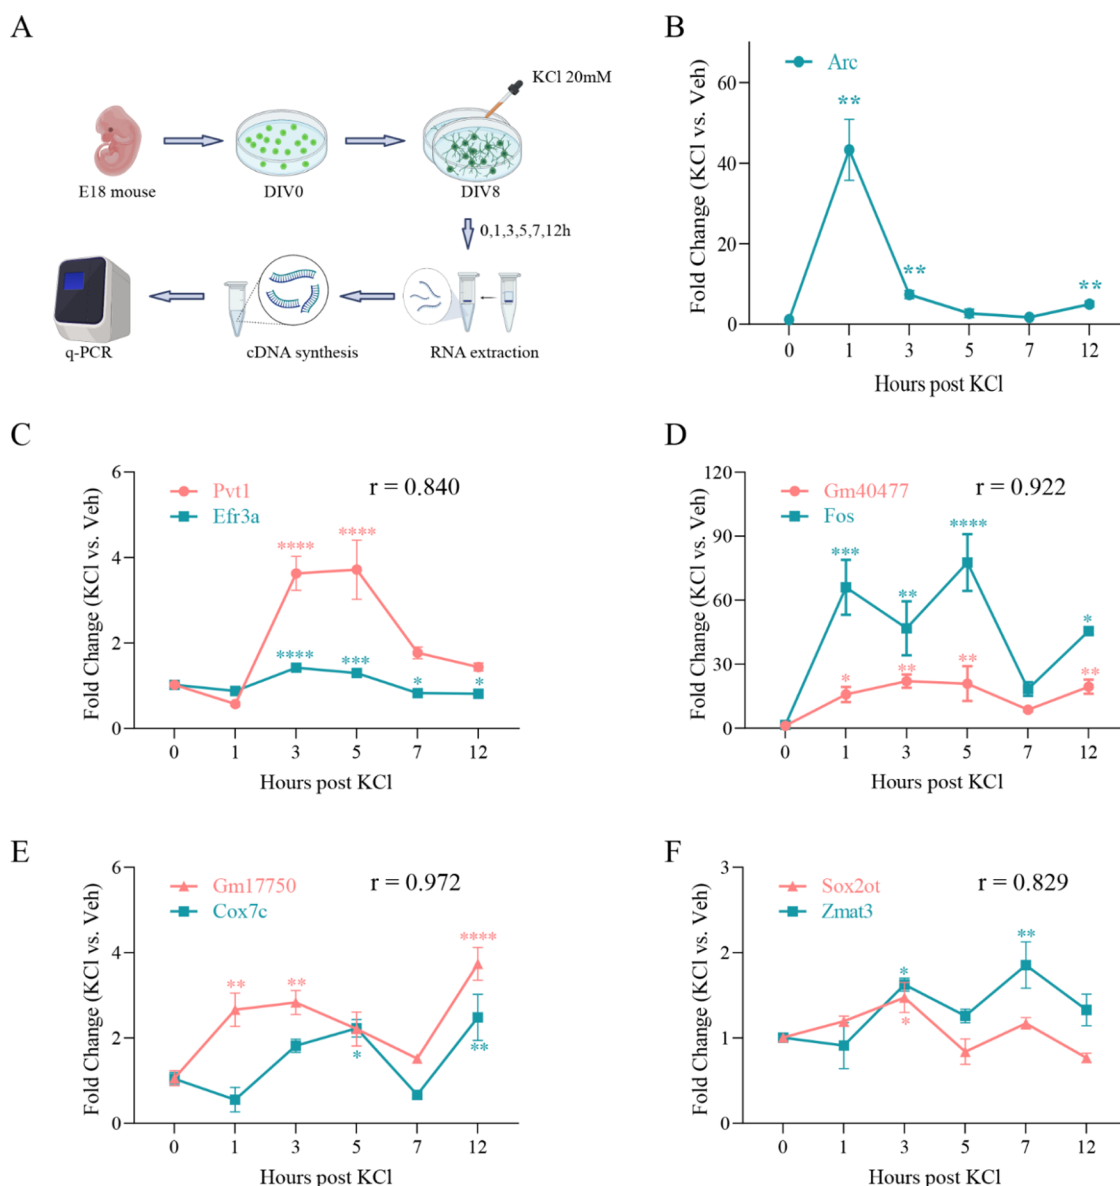 A
KCl 20mM
E18 mouse
DIV0
DIV8
0,1,3,5,7,12h
q-PCR
cDNA synthesis
RNA extraction
B
Fold Change (KCl vs. Veh)
60
40
20
0
Arc
**
**
**
0 1 3 5 7 12
Hours post KCl
C
Fold Change (KCl vs. Veh)
6
4
2
0
Pvt1
Efr3a
r = 0.840
****
****
****
***
*
*
0 1 3 5 7 12
Hours post KCl
D
Fold Change (KCl vs. Veh)
120
90
60
30
0
Gm40477
Fos
r = 0.922
***
**
****
*
*
**
**
**
0 1 3 5 7 12
Hours post KCl
E
Fold Change (KCl vs. Veh)
6
4
2
0
Gm17750
Cox7c
r = 0.972
**
**
****
*
**
0 1 3 5 7 12
Hours post KCl
F
Fold Change (KCl vs. Veh)
3
2
1
0
Sox2ot
Zmat3
r = 0.829
*
**
*
0 1 3 5 7 12
Hours post KCl